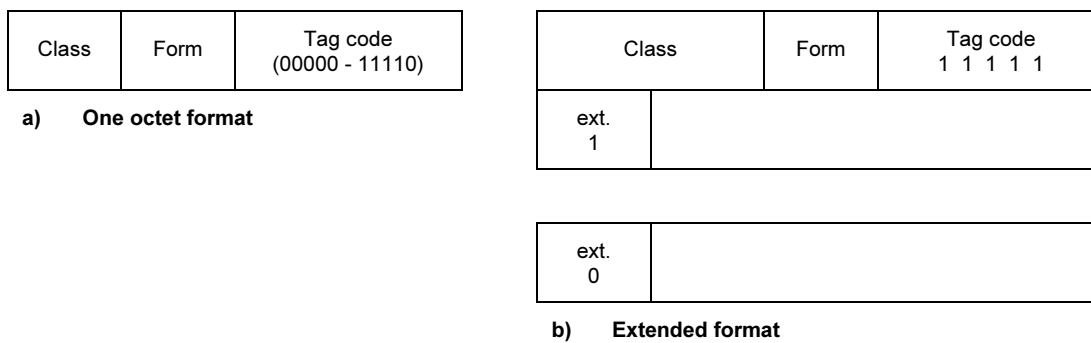 Class Form Tag code
(00000 - 11110)
a) One octet format
Class Form Tag code
1 1 1 1 1
ext.
1
ext.
0
b) Extended format